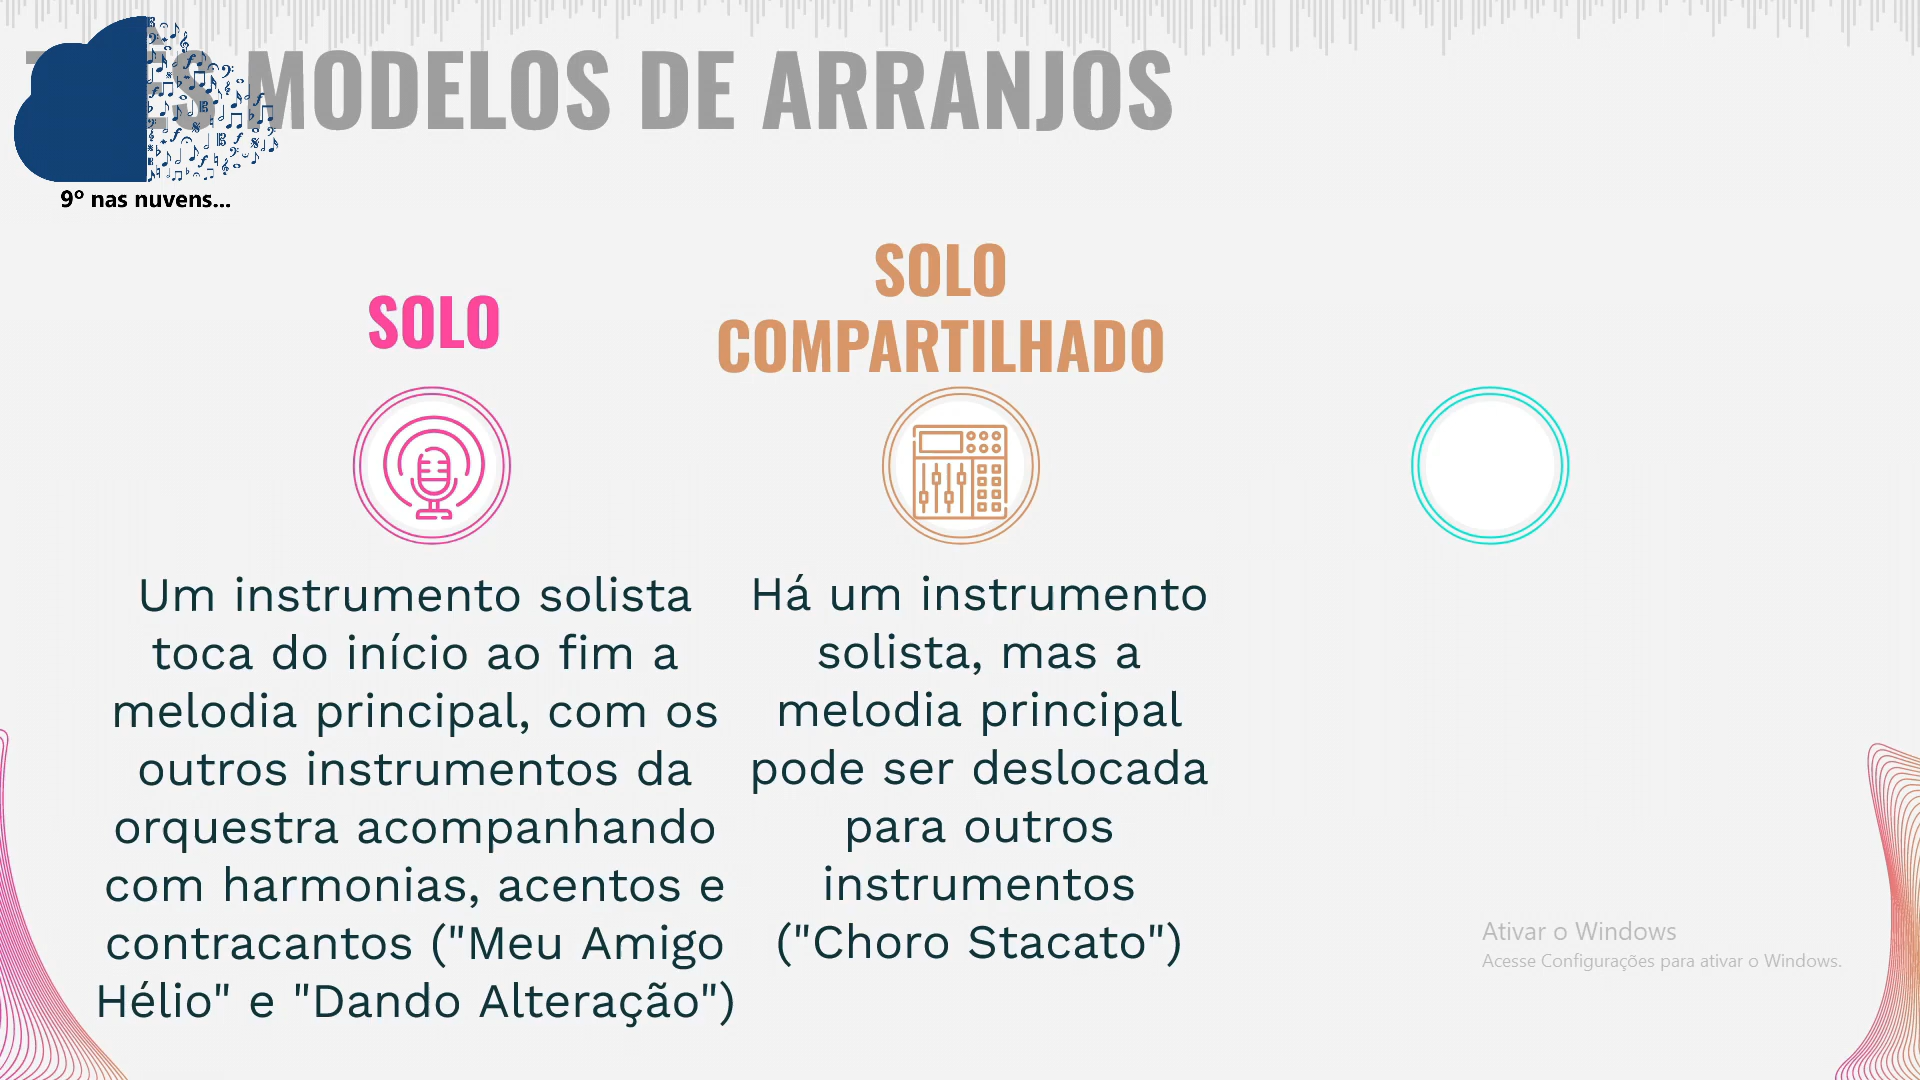 ÊS MODELOS DE ARRANJOS
9º nas nuvens...
SOLO
Um instrumento solista
toca do início ao fim a
melodia principal, com os
outros instrumentos da
orquestra acompanhando
com harmonias, acentos e
contracantos ("Meu Amigo
Hélio" e "Dando Alteração")
SOLO
COMPARTILHADO
Há um instrumento
solista, mas a
melodia principal
pode ser deslocada
para outros
instrumentos
("Choro Stacato")
Ativar o Windows
Acesse Configurações para ativar o Windows.